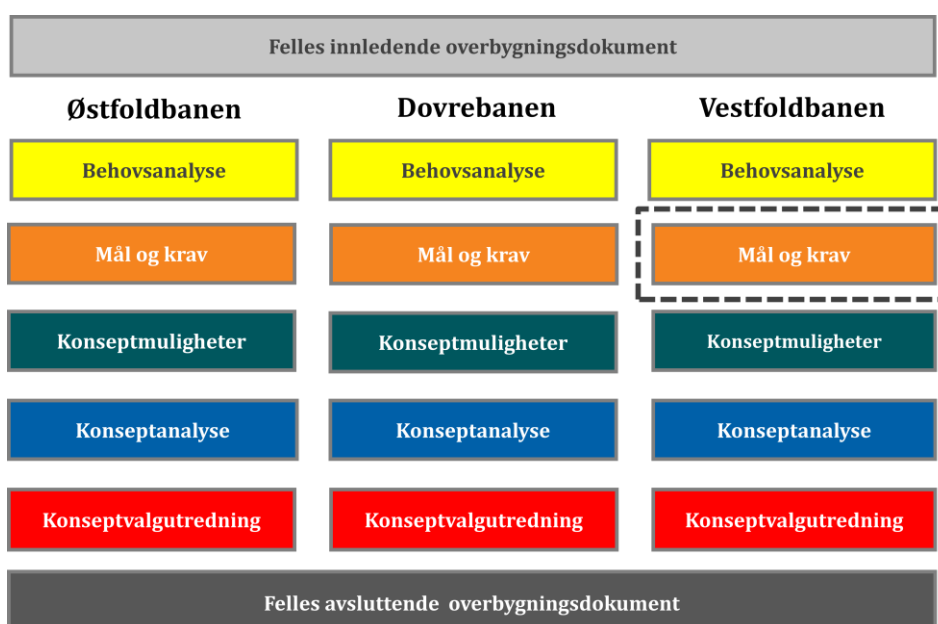 Felles innledende overbygningsdokument
Østfoldbanen
Dovrebanen
Vestfoldbanen
Behovsanalyse
Behovsanalyse
Behovsanalyse
Mål og krav
Mål og krav
Mål og krav
Konseptmuligheter
Konseptmuligheter
Konseptmuligheter
Konseptanalyse
Konseptanalyse
Konseptanalyse
Konseptvalgutredning
Konseptvalgutredning
Konseptvalgutredning
Felles avsluttende overbygningsdokument